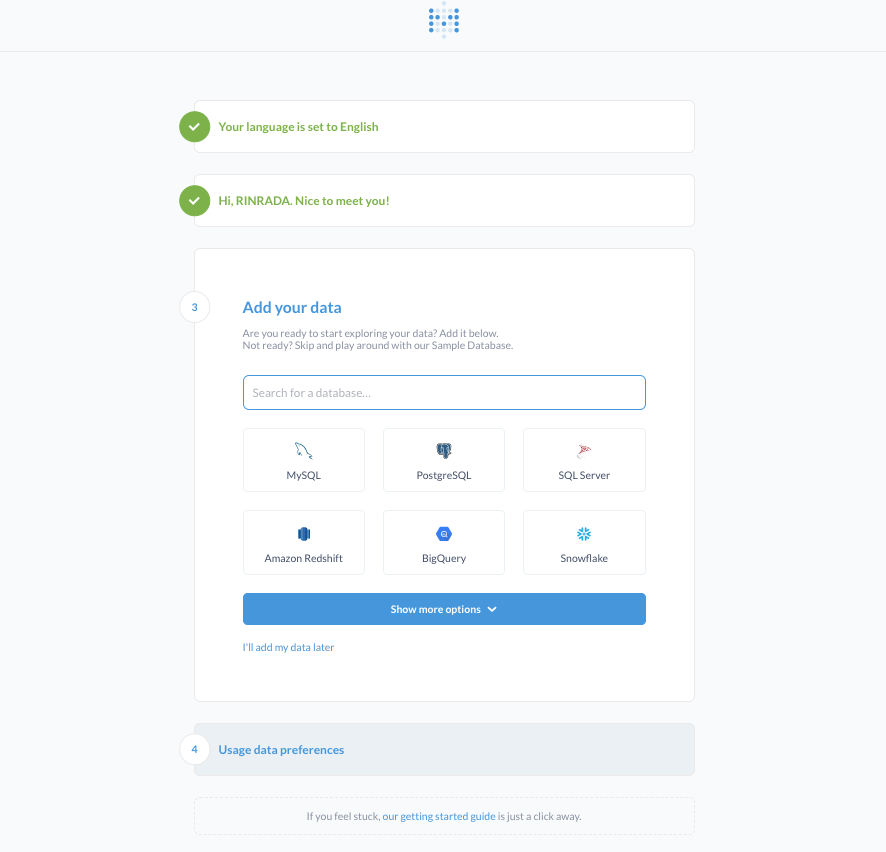 Your language is set to English
Hi, RINRADA. Nice to meet you!
3
Add your data
Are you ready to start exploring your data? Add it below.
Not ready? Skip and play around with our Sample Database.
Search for a database...
MySQL
PostgreSQL
SQL Server
Amazon Redshift
BigQuery
Snowflake
Show more options
I'll add my data later
4
Usage data preferences
If you feel stuck, our getting started guide is just a click away.